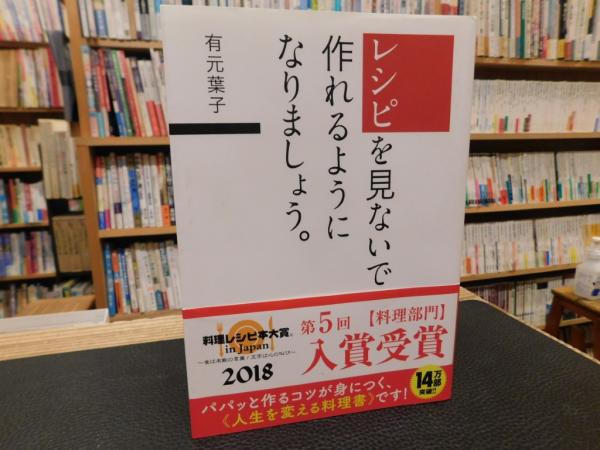 レシピを見ないで
作れるように
なりましょう。
有元葉子
料理レシピ本大賞
in Japan
2018
第5回【料理部門】
入賞受賞
パパッと作るコツが身につく、
《人生を変える料理書》です！
14万部
突破!!